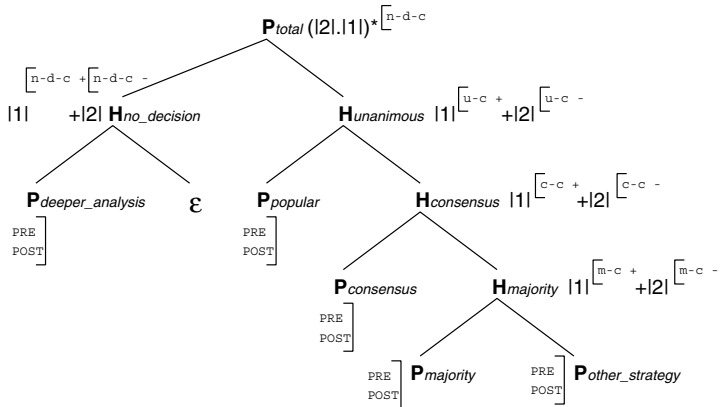 Ptotal (|2|.|1|)* [n-d-c
[n-d-c + [n-d-c -
|1| +|2| Hno_decision
Hunanimous |1| [u-c + +|2| [u-c -
Pdeeper_analysis
ε
Ppopular
Hconsensus |1| [c-c + +|2| [c-c -
PRE
POST]
PRE
POST]
Pconsensus
Hmajority |1| [m-c + +|2| [m-c -
PRE
POST]
PRE
POST]
Pmajority
PRE
POST]
Pother_strategy